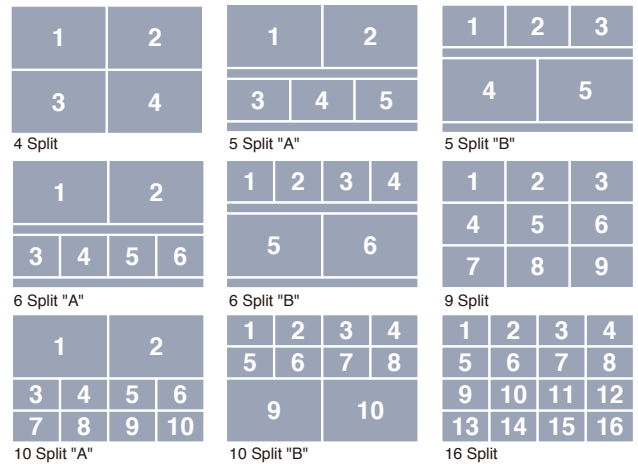 1 2
3 4
4 Split
1 2
3 4 5
5 Split "A"
1 2 3
4 5
5 Split "B"
1 2
3 4 5 6
6 Split "A"
1 2 3 4
5 6
6 Split "B"
1 2 3
4 5 6
7 8 9
9 Split
1 2
3 4 5 6
7 8 9 10
10 Split "A"
1 2 3 4
5 6 7 8
9 10
10 Split "B"
1 2 3 4
5 6 7 8
9 10 11 12
13 14 15 16
16 Split